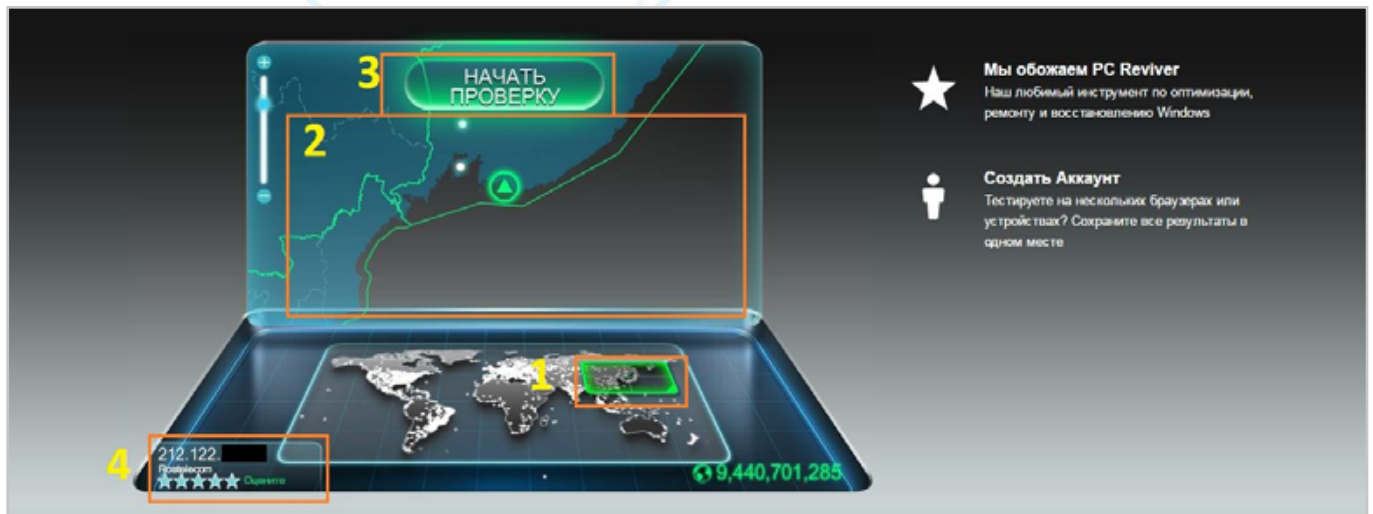 3
НАЧАТЬ
ПРОВЕРКУ
2
1
4
212.122.
Rostelecom
Оцените
9,440,701,285
Мы обожаем PC Reviver
Наш любимый инструмент по оптимизации,
ремонту и восстановлению Windows
Создать Аккаунт
Тестируете на нескольких браузерах или
устройствах? Сохраните все результаты в
одном месте